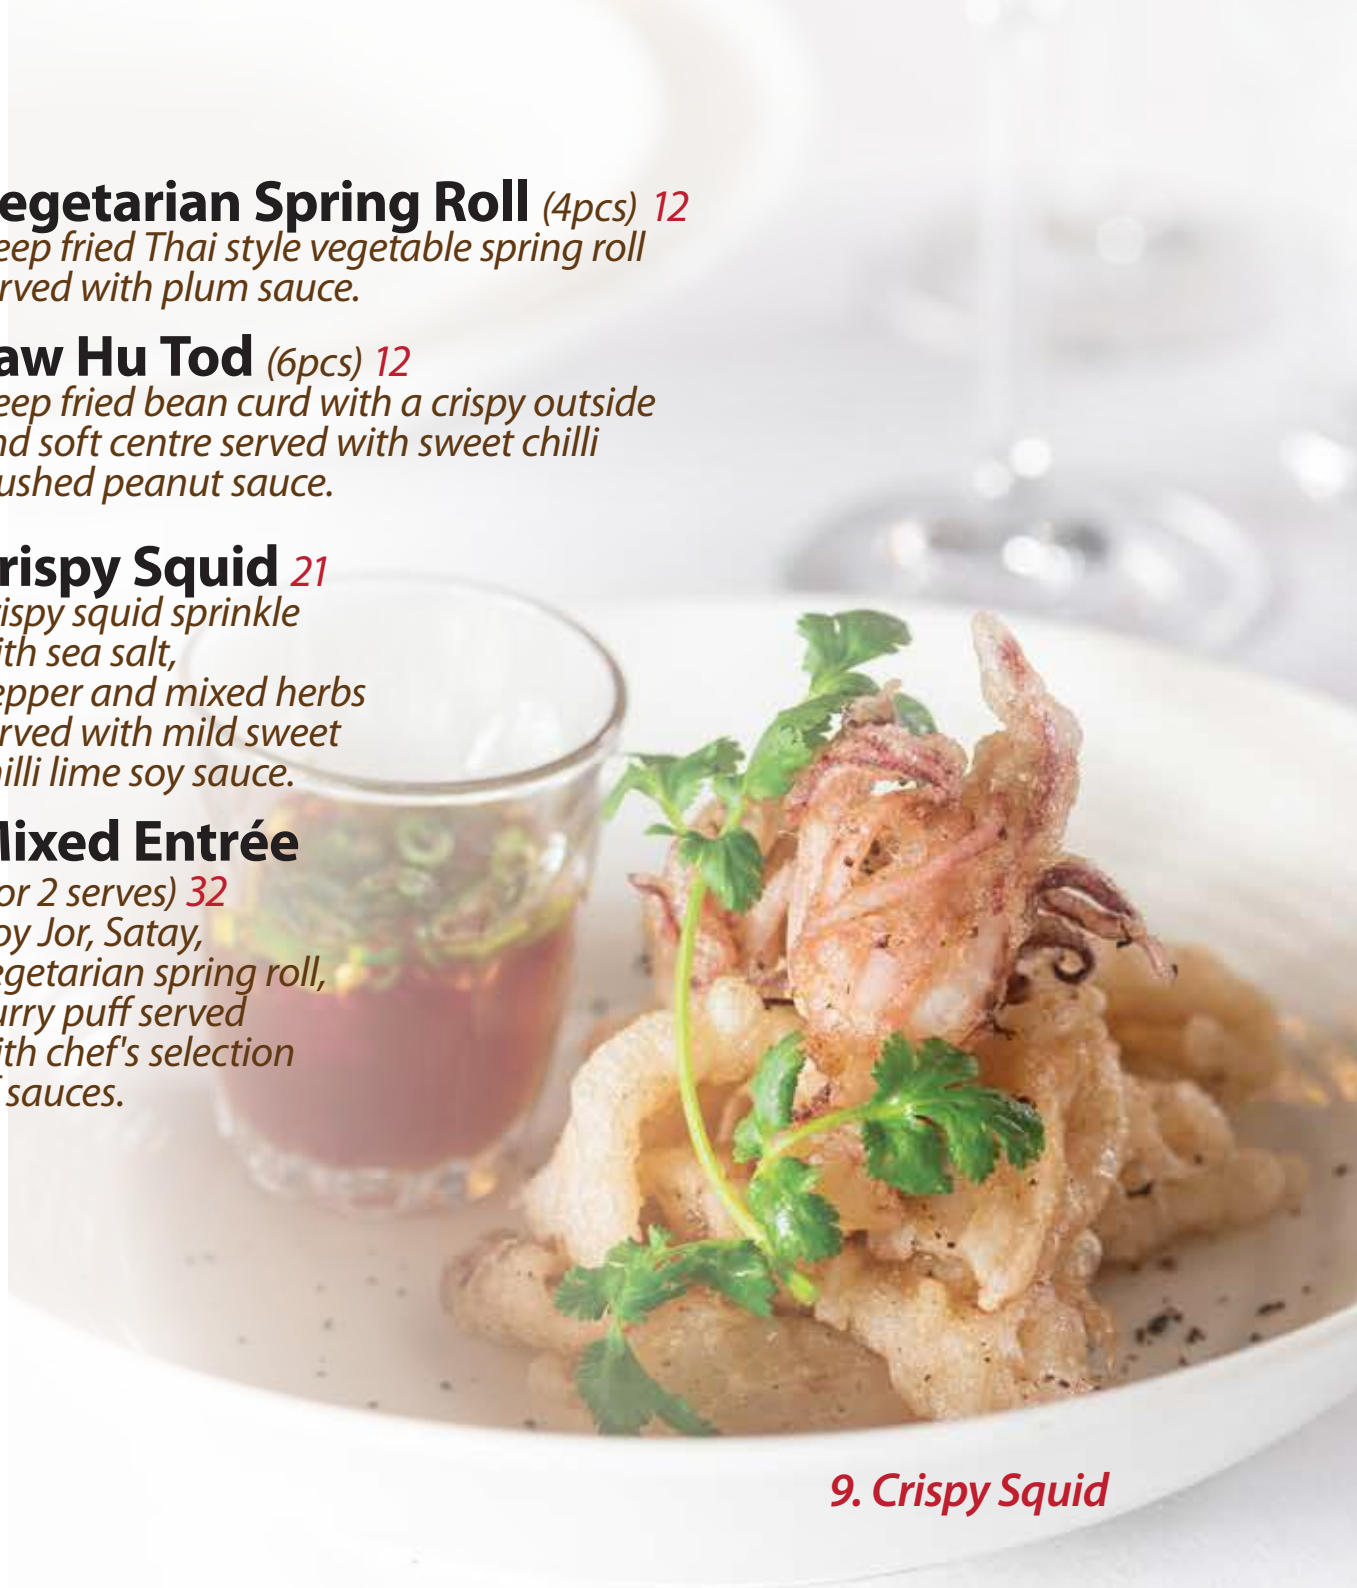 egetarian Spring Roll (4pcs) 12
eep fried Thai style vegetable spring roll
rved with plum sauce.
aw Hu Tod (6pcs) 12
eep fried bean curd with a crispy outside
nd soft centre served with sweet chilli
ushed peanut sauce.
rispy Squid 21
ispy squid sprinkle
ith sea salt,
epper and mixed herbs
rved with mild sweet
illi lime soy sauce.
Mixed Entrée
or 2 serves) 32
oy Jor, Satay,
egetarian spring roll,
urry puff served
ith chef's selection
f sauces.
9. Crispy Squid